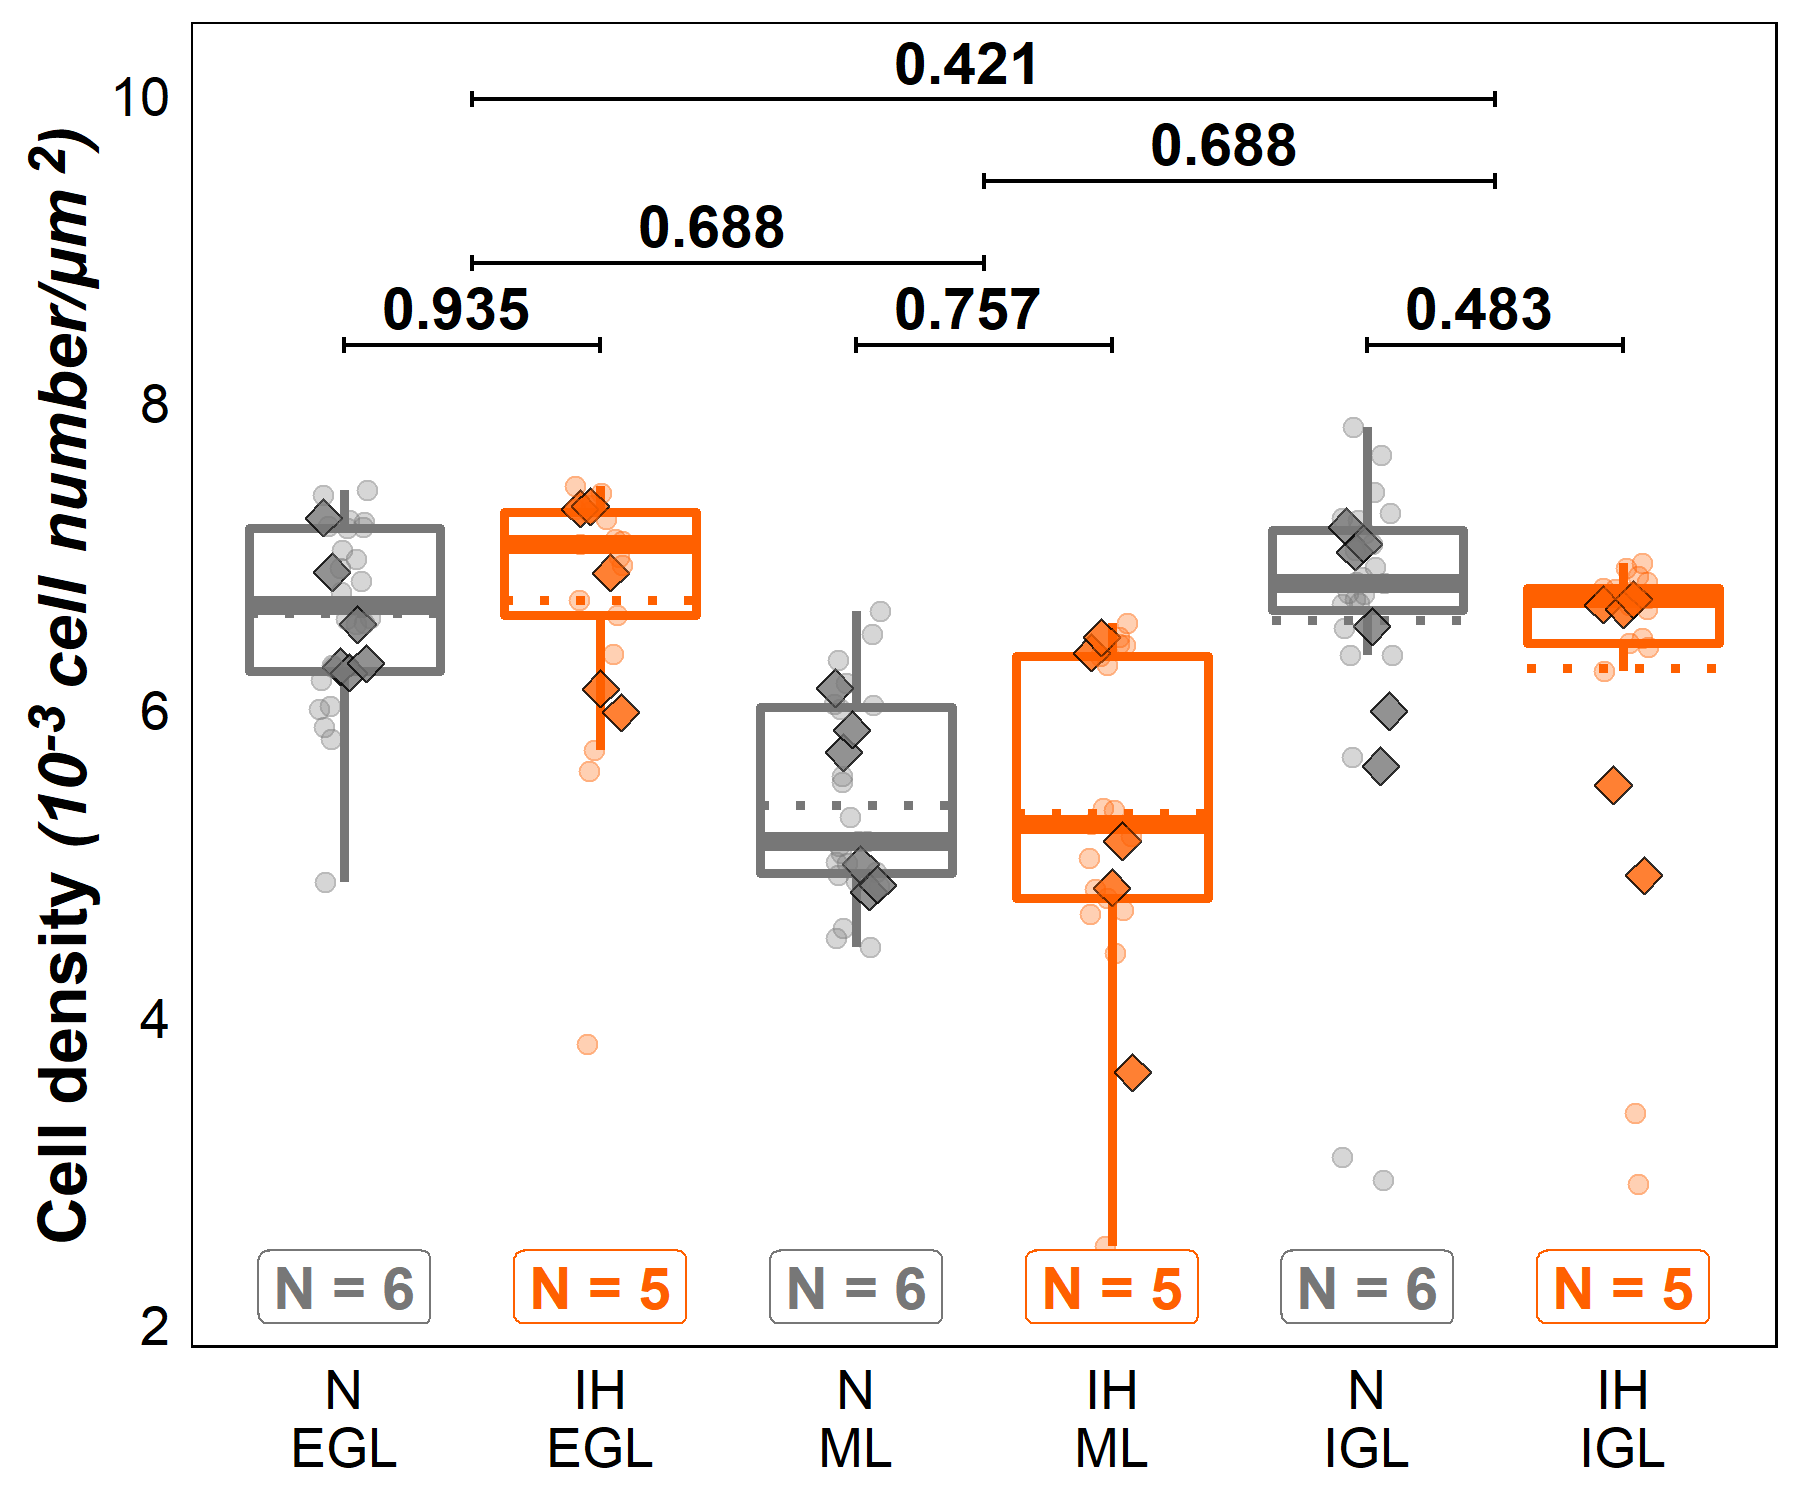 Cell density (10⁻³ cell number/µm ²)
10
8
6
4
2
0.421
0.688
0.688
0.935
0.757
0.483
N = 6
N = 5
N = 6
N = 5
N = 6
N = 5
N
EGL
IH
EGL
N
ML
IH
ML
N
IGL
IH
IGL